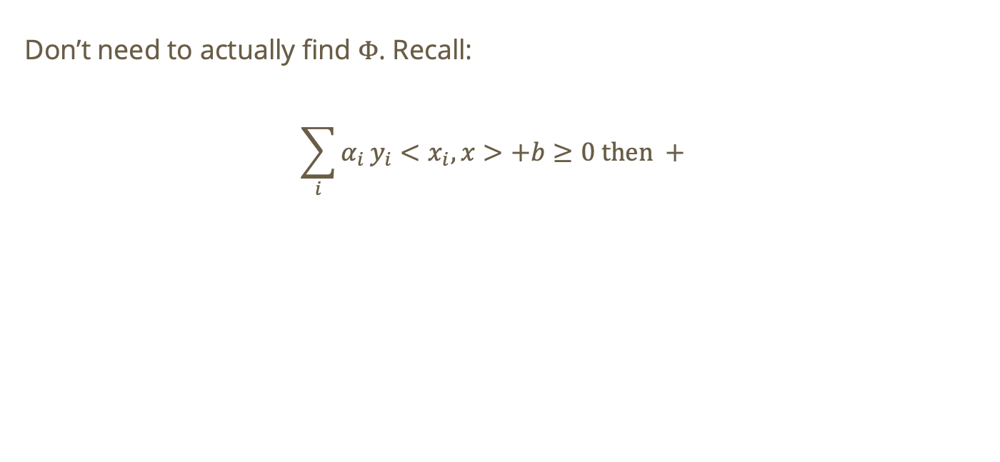 Don't need to actually find Φ. Recall:
∑ᵢ αᵢ yᵢ < xᵢ, x > +b ≥ 0 then +